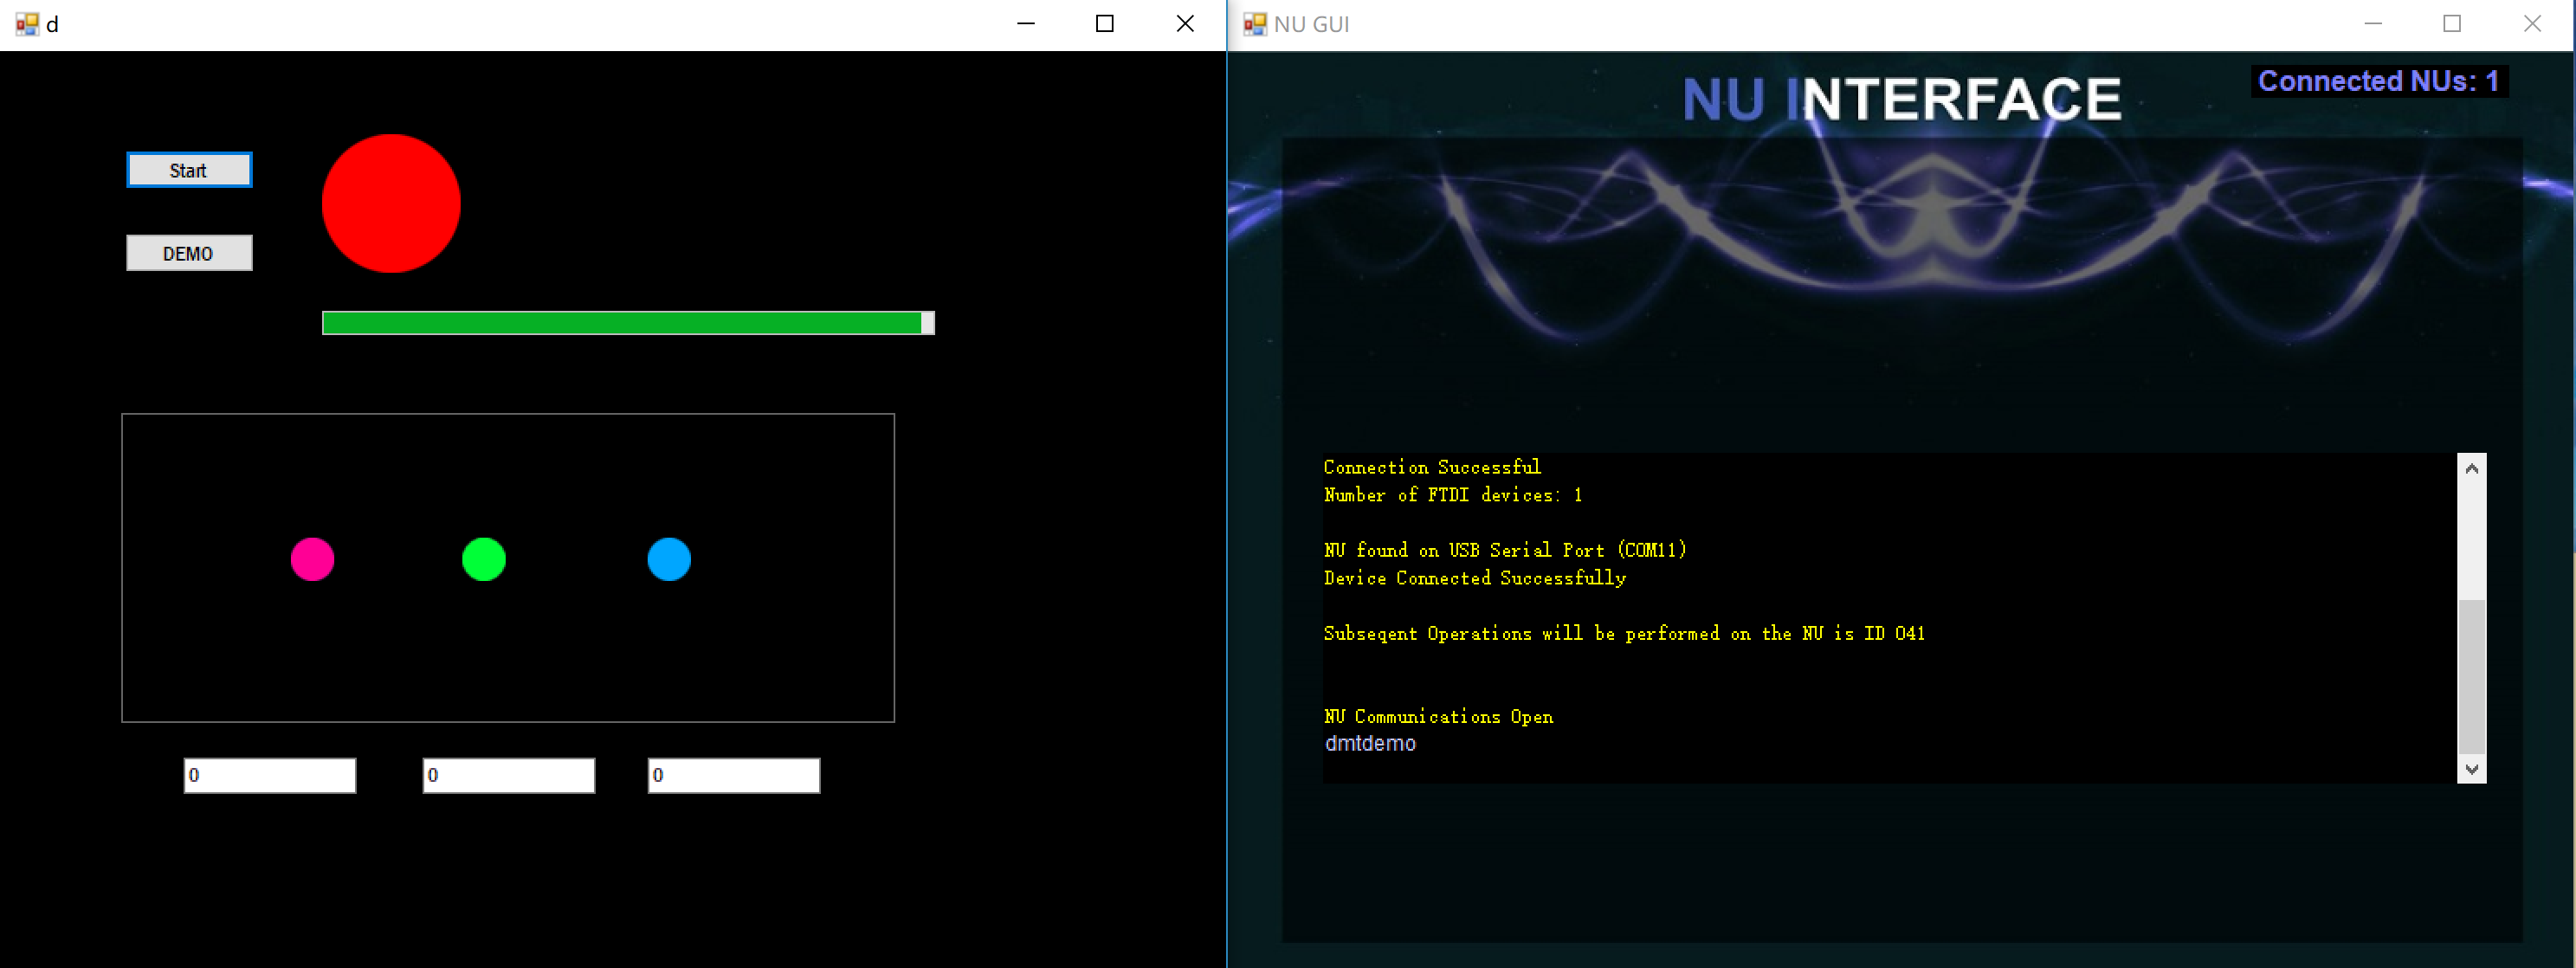 d
Start
DEMO
0
0
0
NU GUI
NU INTERFACE
Connected NUs: 1
Connection Successful
Number of FTDI devices: 1
NU found on USB Serial Port (COM11)
Device Connected Successfully
Subseqent Operations will be performed on the NU is ID 041
NU Communications Open
dmtdemo